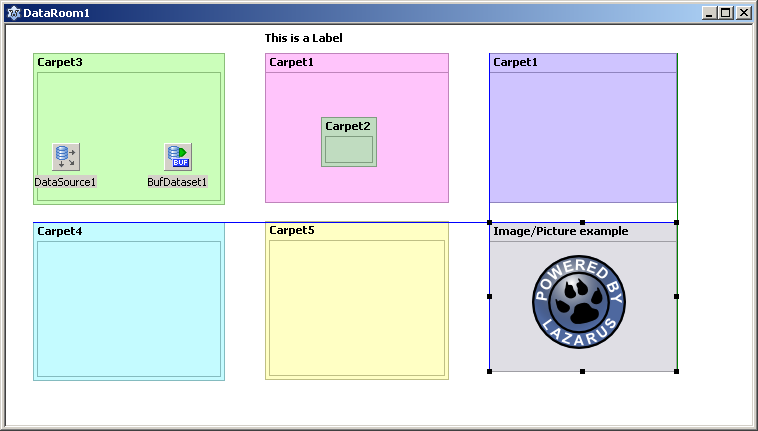 DataRoom1
This is a Label
Carpet3
Carpet1
Carpet1
Carpet2
BUF
DataSource1
BufDataset1
Carpet4
Carpet5
Image/Picture example
POWERED BY
LAZARUS